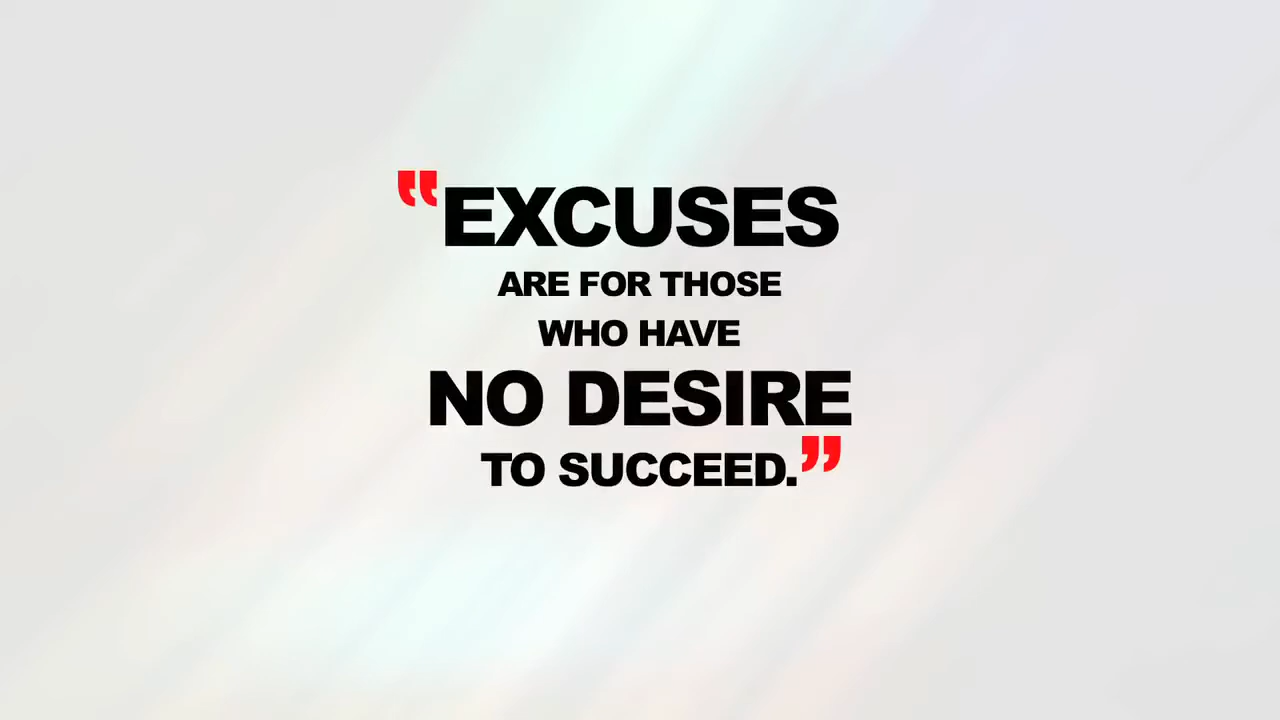 “EXCUSES
ARE FOR THOSE
WHO HAVE
NO DESIRE
TO SUCCEED.”